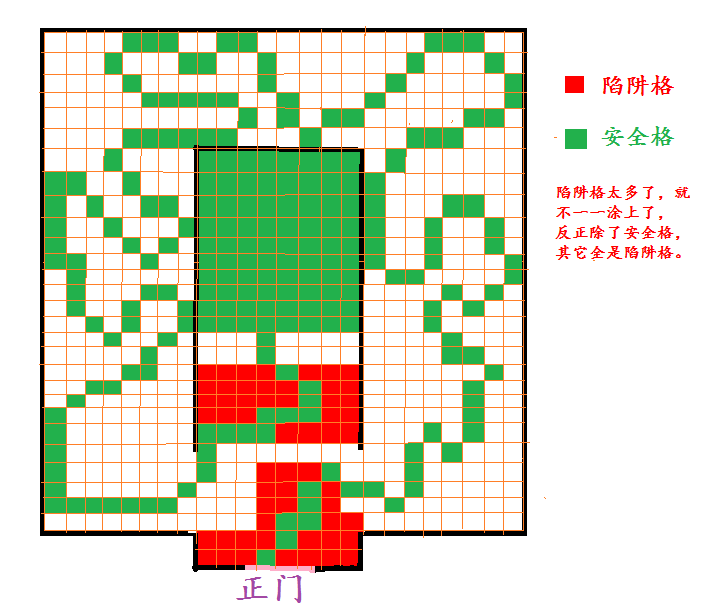 陷阱格
安全格
陷阱格太多了，就
不一一涂上了，
反正除了安全格，
其它全是陷阱格。
正门